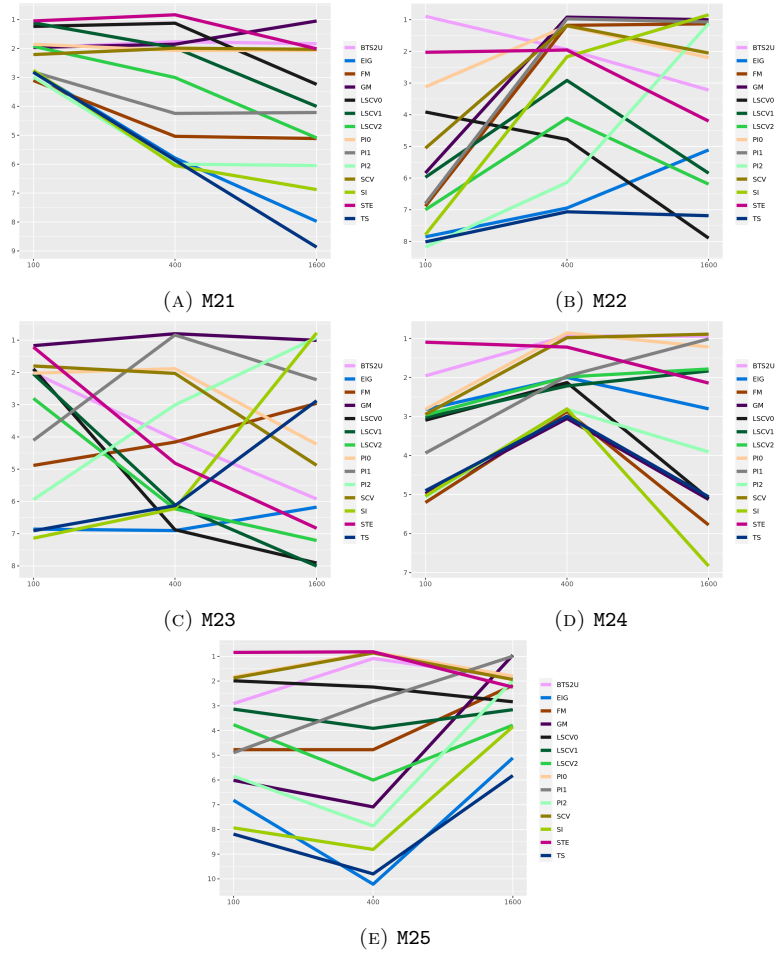 1
2
3
4
5
6
7
8
9
100
400
1600
BTS2U
EIG
FM
GM
LSCV0
LSCV1
LSCV2
PI0
PI1
PI2
SCV
SI
STE
TS
(A) M21
1
2
3
4
5
6
7
8
100
400
1600
BTS2U
EIG
FM
GM
LSCV0
LSCV1
LSCV2
PI0
PI1
PI2
SCV
SI
STE
TS
(B) M22
1
2
3
4
5
6
7
8
100
400
1600
BTS2U
EIG
FM
GM
LSCV0
LSCV1
LSCV2
PI0
PI1
PI2
SCV
SI
STE
TS
(C) M23
1
2
3
4
5
6
7
100
400
1600
BTS2U
EIG
FM
GM
LSCV0
LSCV1
LSCV2
PI0
PI1
PI2
SCV
SI
STE
TS
(D) M24
1
2
3
4
5
6
7
8
9
10
100
400
1600
BTS2U
EIG
FM
GM
LSCV0
LSCV1
LSCV2
PI0
PI1
PI2
SCV
SI
STE
TS
(E) M25